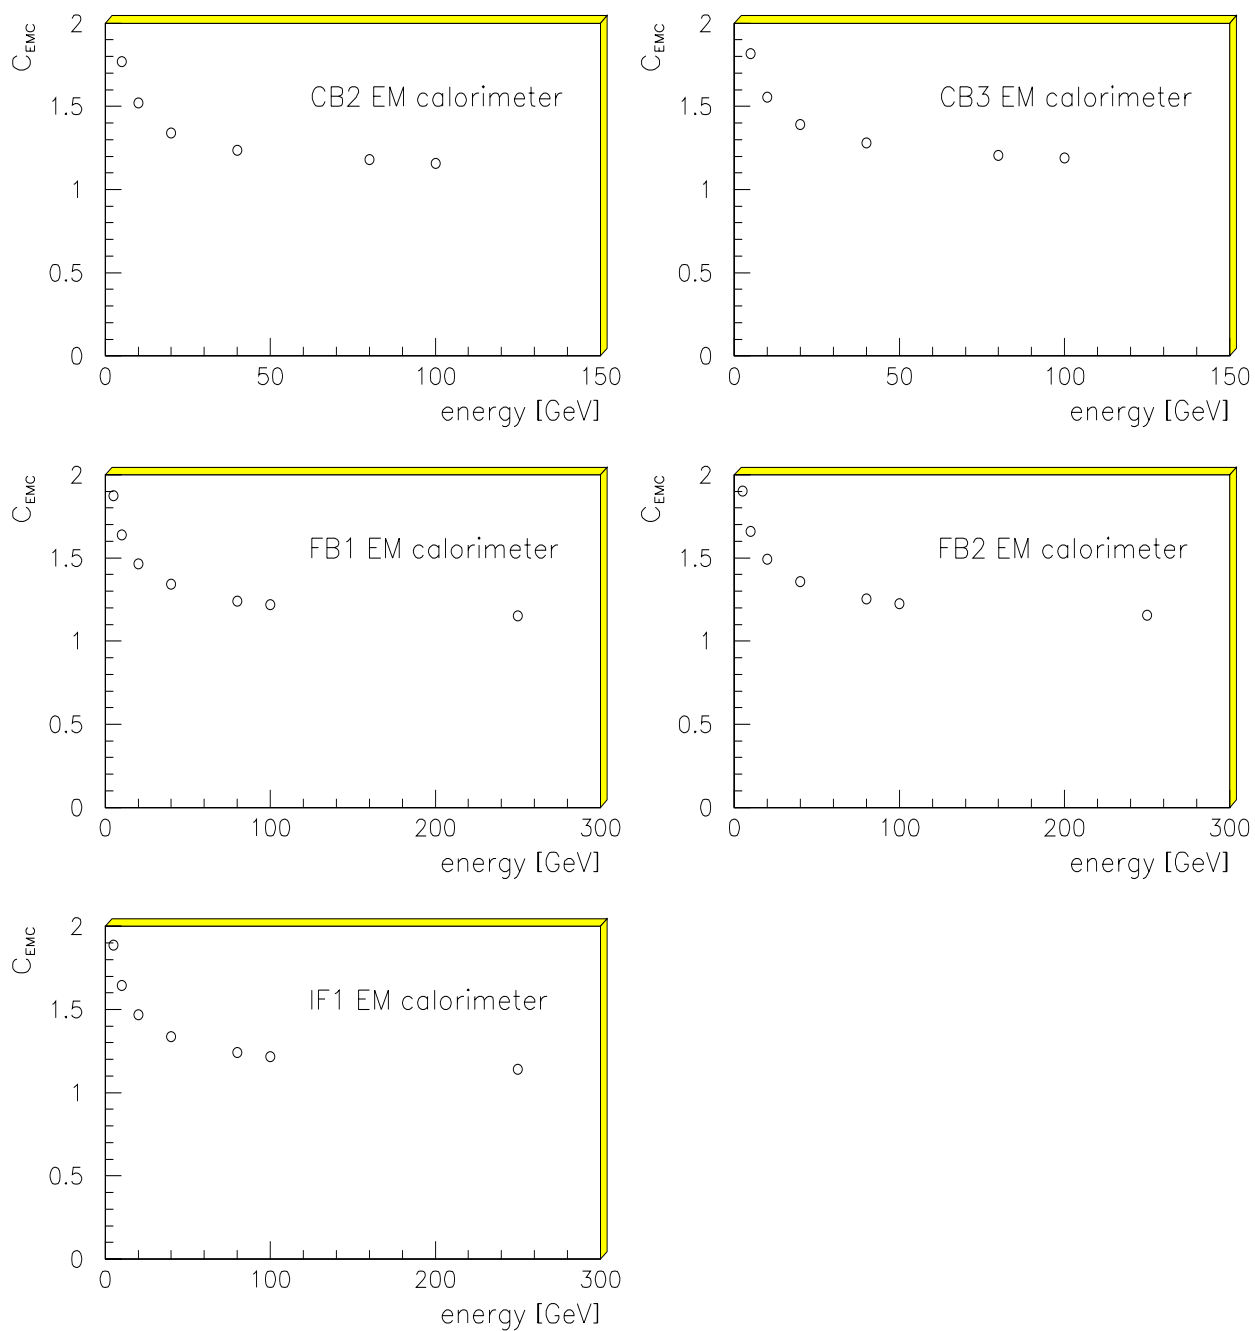 C_EMC
2
1.5
1
0.5
0
CB2 EM calorimeter
0 50 100 150
energy [GeV]
C_EMC
2
1.5
1
0.5
0
CB3 EM calorimeter
0 50 100 150
energy [GeV]
C_EMC
2
1.5
1
0.5
0
FB1 EM calorimeter
0 100 200 300
energy [GeV]
C_EMC
2
1.5
1
0.5
0
FB2 EM calorimeter
0 100 200 300
energy [GeV]
C_EMC
2
1.5
1
0.5
0
IF1 EM calorimeter
0 100 200 300
energy [GeV]